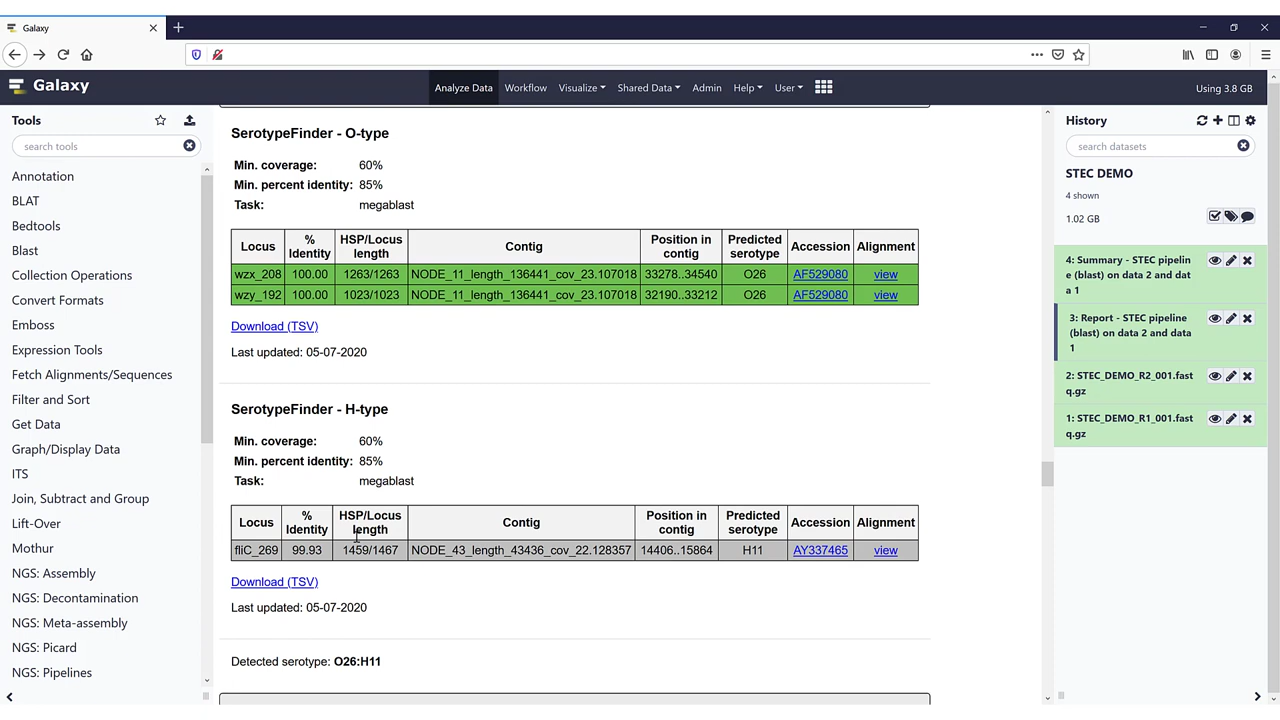 Galaxy
Galaxy
Analyze Data
Workflow
Visualize
Shared Data
Admin
Help
User
Using 3.8 GB
Tools
search tools
Annotation
BLAT
Bedtools
Blast
Collection Operations
Convert Formats
Emboss
Expression Tools
Fetch Alignments/Sequences
Filter and Sort
Get Data
Graph/Display Data
ITS
Join, Subtract and Group
Lift-Over
Mothur
NGS: Assembly
NGS: Decontamination
NGS: Meta-assembly
NGS: Picard
NGS: Pipelines
SerotypeFinder - O-type
Min. coverage: 60%
Min. percent identity: 85%
Task: megablast
Locus % Identity HSP/Locus length Contig Position in contig Predicted serotype Accession Alignment
wzx_208 100.00 1263/1263 NODE_11_length_136441_cov_23.107018 33278..34540 O26 AF529080 view
wzy_192 100.00 1023/1023 NODE_11_length_136441_cov_23.107018 32190..33212 O26 AF529080 view
Download (TSV)
Last updated: 05-07-2020
SerotypeFinder - H-type
Min. coverage: 60%
Min. percent identity: 85%
Task: megablast
Locus % Identity HSP/Locus length Contig Position in contig Predicted serotype Accession Alignment
fliC_269 99.93 1459/1467 NODE_43_length_43436_cov_22.128357 14406..15864 H11 AY337465 view
Download (TSV)
Last updated: 05-07-2020
Detected serotype: O26:H11
History
search datasets
STEC DEMO
4 shown
1.02 GB
4: Summary - STEC pipelin
e (blast) on data 2 and dat
a 1
3: Report - STEC pipeline
(blast) on data 2 and data
1
2: STEC_DEMO_R2_001.fast
q.gz
1: STEC_DEMO_R1_001.fast
q.gz